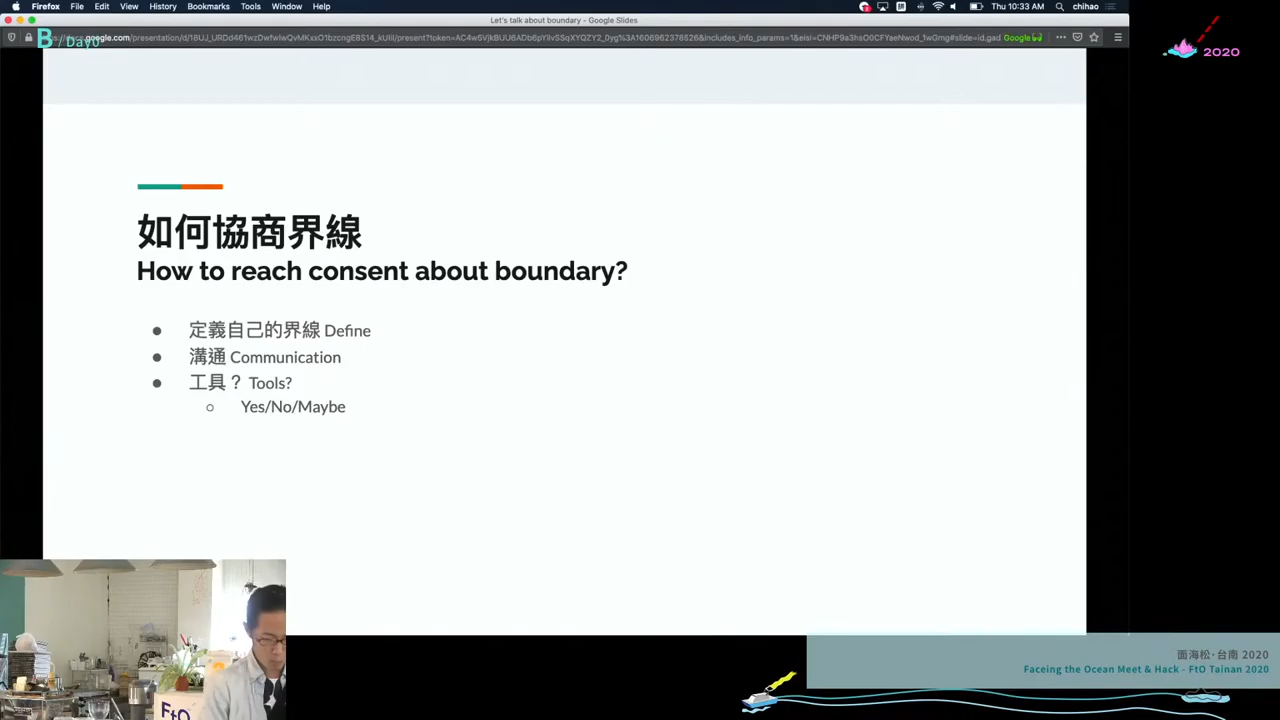 Firefox File Edit View History Bookmarks Tools Window Help
Thu 10:33 AM chihao
Let's talk about boundary - Google Slides
B / Day0
2020
如何協商界線
How to reach consent about boundary?
定義自己的界線 Define
溝通 Communication
工具？ Tools?
Yes/No/Maybe
FtO
面海松·台南 2020
Faceing the Ocean Meet & Hack - FtO Tainan 2020